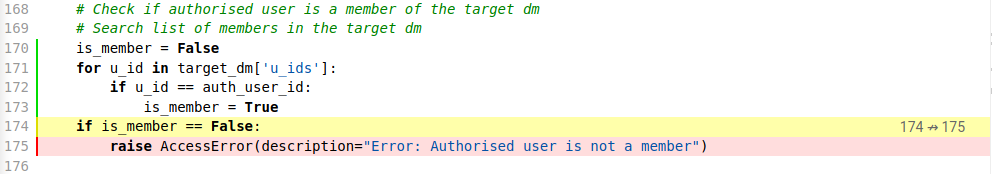 168 # Check if authorised user is a member of the target dm
169 # Search list of members in the target dm
170 is_member = False
171 for u_id in target_dm['u_ids']:
172 if u_id == auth_user_id:
173 is_member = True
174 if is_member == False: 174 ↛ 175
175 raise AccessError(description="Error: Authorised user is not a member")
176